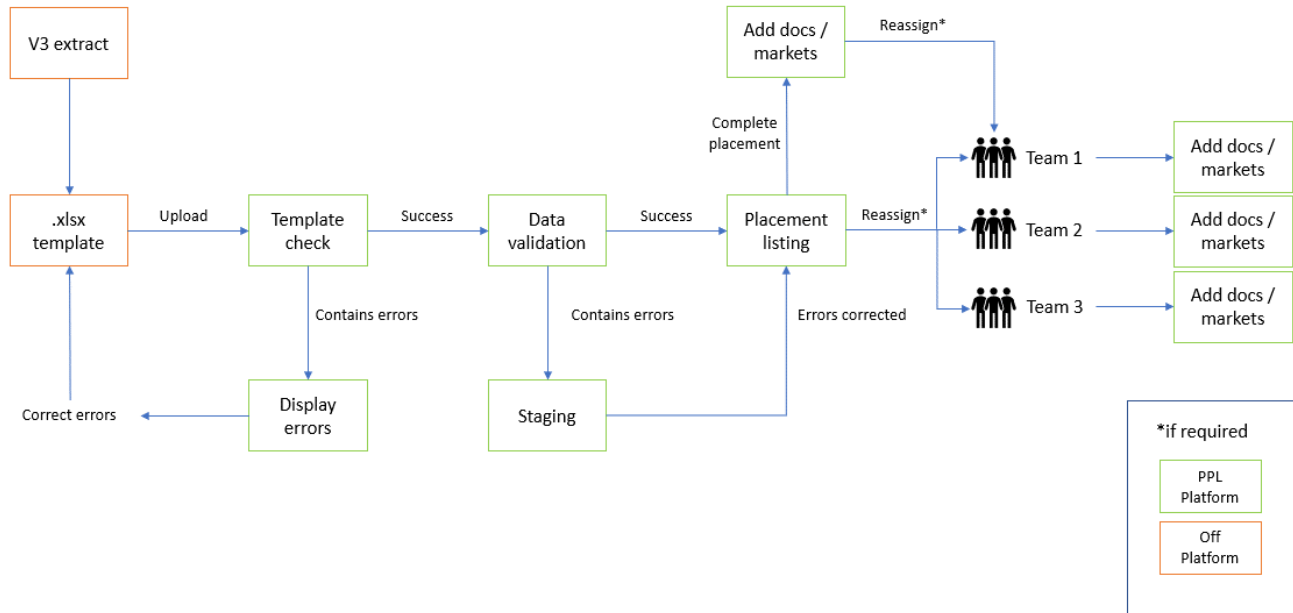 V3 extract
Add docs /
markets
Reassign*
Complete
placement
Team 1
Add docs /
markets
.xlsx
template
Upload
Template
check
Success
Data
validation
Success
Placement
listing
Reassign*
Team 2
Add docs /
markets
Contains errors
Contains errors
Errors corrected
Team 3
Add docs /
markets
Correct errors
Display
errors
Staging
*if required
PPL
Platform
Off
Platform